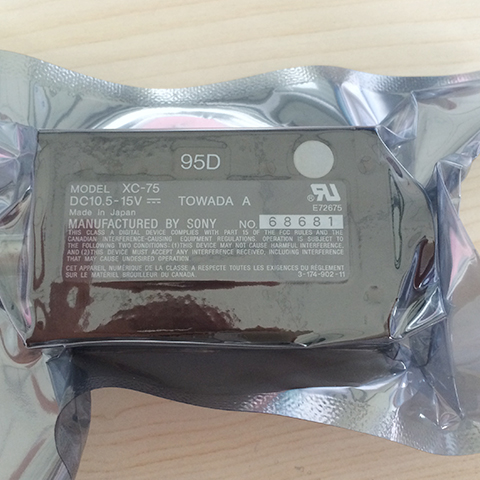 95D
MODEL XC-75
DC10.5-15V ⎓ TOWADA A
Made in Japan
E72675
MANUFACTURED BY SONY NO 68681
THIS CLASS A DIGITAL DEVICE COMPLIES WITH PART 15 OF THE FCC RULES AND THE
CANADIAN INTERFERENCE-CAUSING EQUIPMENT REGULATIONS. OPERATION IS SUBJECT TO
THE FOLLOWING TWO CONDITIONS:(1)THIS DEVICE MAY NOT CAUSE HARMFUL INTERFERENCE,
AND (2)THIS DEVICE MUST ACCEPT ANY INTERFERENCE RECEIVED, INCLUDING INTERFERENCE
THAT MAY CAUSE UNDESIRED OPERATION.
CET APPAREIL NUMÉRIQUE DE LA CLASSE A RESPECTE TOUTES LES EXIGENCES DU RÈGLEMENT
SUR LE MATÉRIEL BROUILLEUR DU CANADA.
3-174-902-11